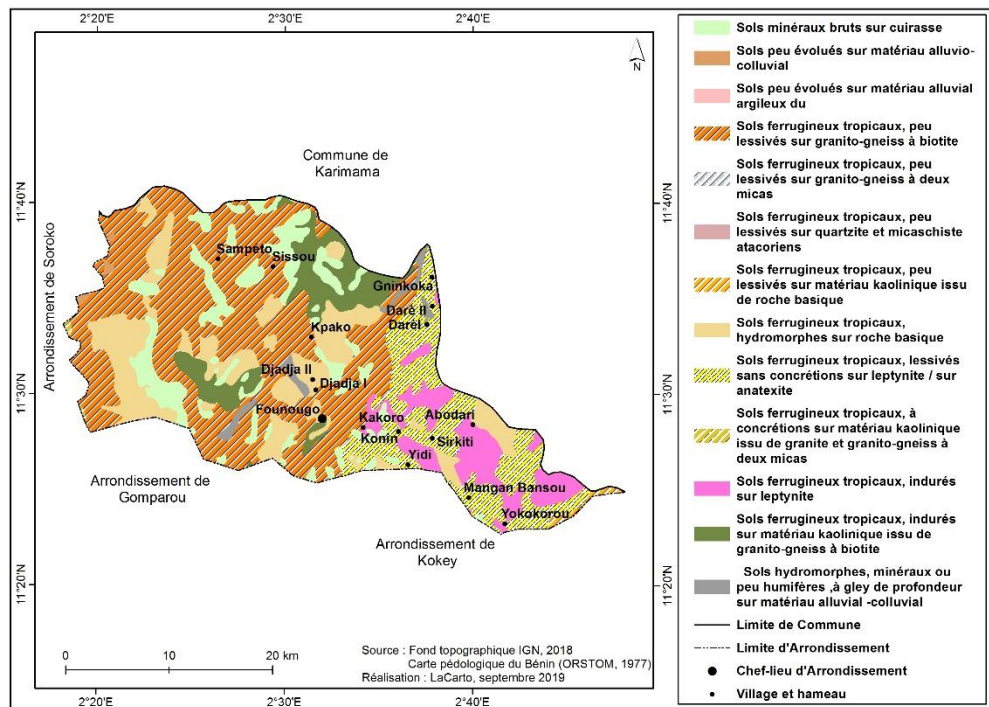 2°20'E
2°30'E
2°40'E
N
Commune de
Karimama
11°40'N
11°40'N
Arrondissement de Soroko
Sampéto
Sissou
Gninkoka
Darè II
DarèI
Kpako
Djadja II
Djadja I
11°30'N
11°30'N
Founougo
Kakoro
Abodari
Konin
Sirkiti
Yidi
Mangan Bansou
Yokokorou
Arrondissement de
Gomparou
Arrondissement de
Kokey
11°20'N
11°20'N
0 10 20 km
Source : Fond topographique IGN, 2018
Carte pédologique du Bénin (ORSTOM, 1977)
Réalisation : LaCarto, septembre 2019
2°20'E
2°30'E
2°40'E
Sols minéraux bruts sur cuirasse
Sols peu évolués sur matériau alluvio-
colluvial
Sols peu évolués sur matériau alluvial
argileux du
Sols ferrugineux tropicaux, peu
lessivés sur granito-gneiss à biotite
Sols ferrugineux tropicaux, peu
lessivés sur granito-gneiss à deux
micas
Sols ferrugineux tropicaux, peu
lessivés sur quartzite et micaschiste
atacoriens
Sols ferrugineux tropicaux, peu
lessivés sur matériau kaolinique issu
de roche basique
Sols ferrugineux tropicaux,
hydromorphes sur roche basique
Sols ferrugineux tropicaux, lessivés
sans concrétions sur leptynite / sur
anatexite
Sols ferrugineux tropicaux, à
concrétions sur matériau kaolinique
issu de granite et granito-gneiss à
deux micas
Sols ferrugineux tropicaux, indurés
sur leptynite
Sols ferrugineux tropicaux, indurés
sur matériau kaolinique issu de
granito-gneiss à biotite
Sols hydromorphes, minéraux ou
peu humifères ,à gley de profondeur
sur matériau alluvial -colluvial
Limite de Commune
Limite d'Arrondissement
Chef-lieu d'Arrondissement
Village et hameau